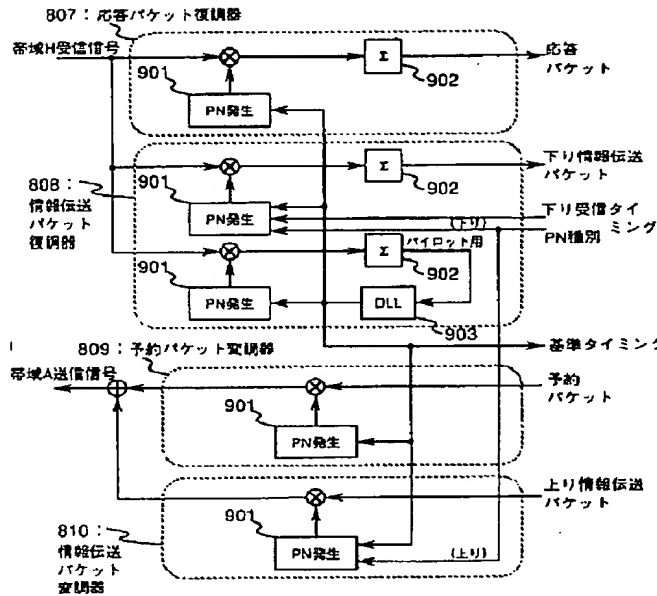 807：応答パケット復調器
帯域H受信信号
901
PN発生
Σ
902
応答
パケット
808：
情報伝送
パケット
復調器
901
PN発生
Σ
902
下り情報伝送
パケット
下り受信タイ
ミング
(下り)
PN種別
901
PN発生
Σ
パイロット用
902
DLL
903
基準タイミング
809：予約パケット変調器
帯域A送信信号
901
PN発生
予約
パケット
810：
情報伝送
パケット
変調器
901
PN発生
上り情報伝送
パケット
(上り)